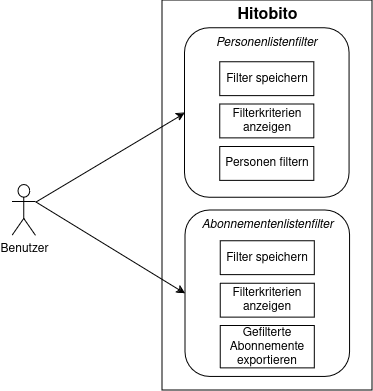 Hitobito
Personenlistenfilter
Filter speichern
Filterkriterien
anzeigen
Personen filtern
Benutzer
Abonnementenlistenfilter
Filter speichern
Filterkriterien
anzeigen
Gefilterte
Abonnemente
exportieren